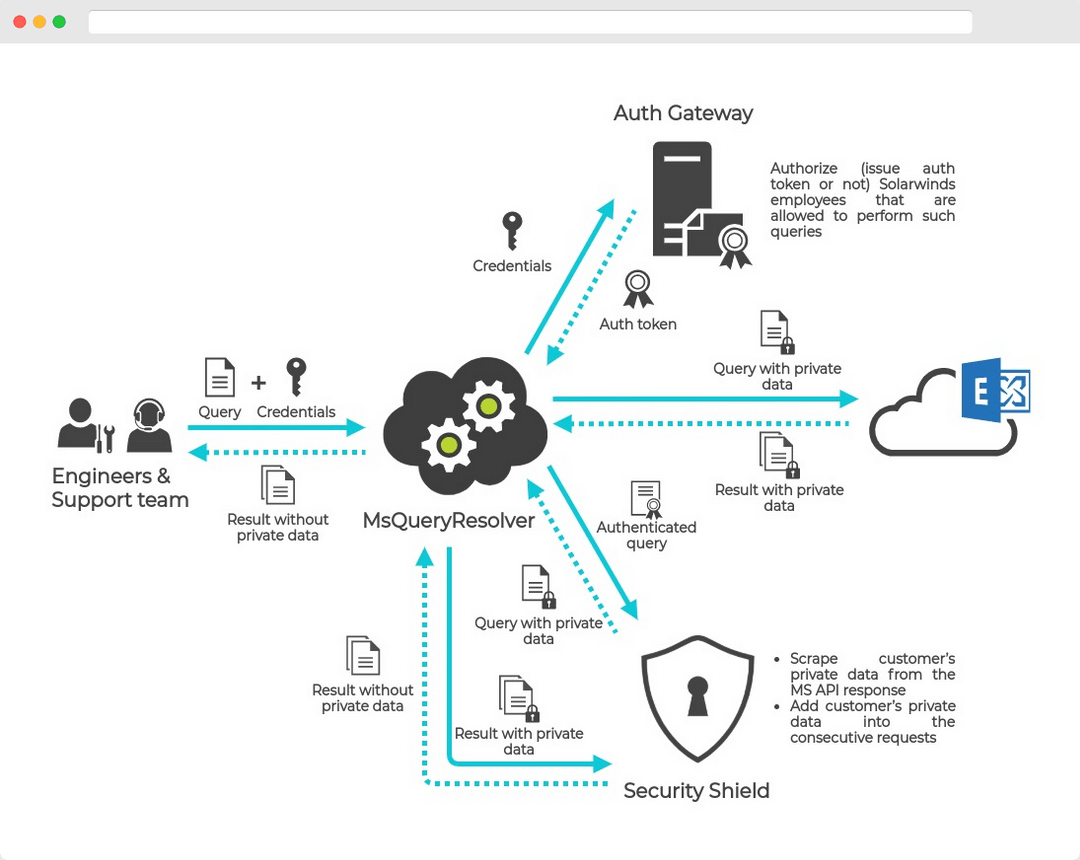 Auth Gateway
Authorize (issue auth
token or not) Solarwinds
employees that are
allowed to perform such
queries
Credentials
Auth token
Query with private
data
Query
+
Credentials
E
Engineers &
Support team
Result without
private data
MsQueryResolver
Result with private
data
Authenticated
query
Query with private
data
Result without
private data
Result with private
data
• Scrape customer's
private data from the
MS API response
• Add customer's private
data into the
consecutive requests
Security Shield